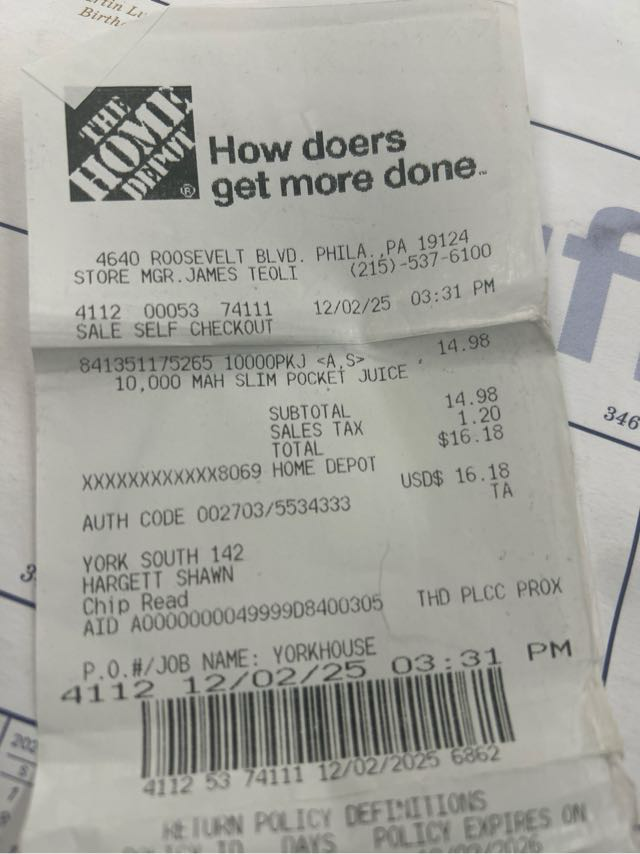 Birth
THE
HOME
DEPOT
®
How doers
get more done.™
4640 ROOSEVELT BLVD. PHILA.,PA 19124
STORE MGR.JAMES TEOLI (215)-537-6100
4112 00053 74111 12/02/25 03:31 PM
SALE SELF CHECKOUT
841351175265 10000PKJ <A,S> 14.98
10,000 MAH SLIM POCKET JUICE
SUBTOTAL 14.98
SALES TAX 1.20
TOTAL $16.18
XXXXXXXXXXXX8069 HOME DEPOT
USD$ 16.18
AUTH CODE 002703/5534333 TA
YORK SOUTH 142
HARGETT SHAWN
Chip Read
AID A0000000049999D8400305 THD PLCC PROX
P.O.#/JOB NAME: YORKHOUSE
4112 12/02/25 03:31 PM
4112 53 74111 12/02/2025 6862
RETURN POLICY DEFINITIONS
DAYS POLICY EXPIRES ON
346